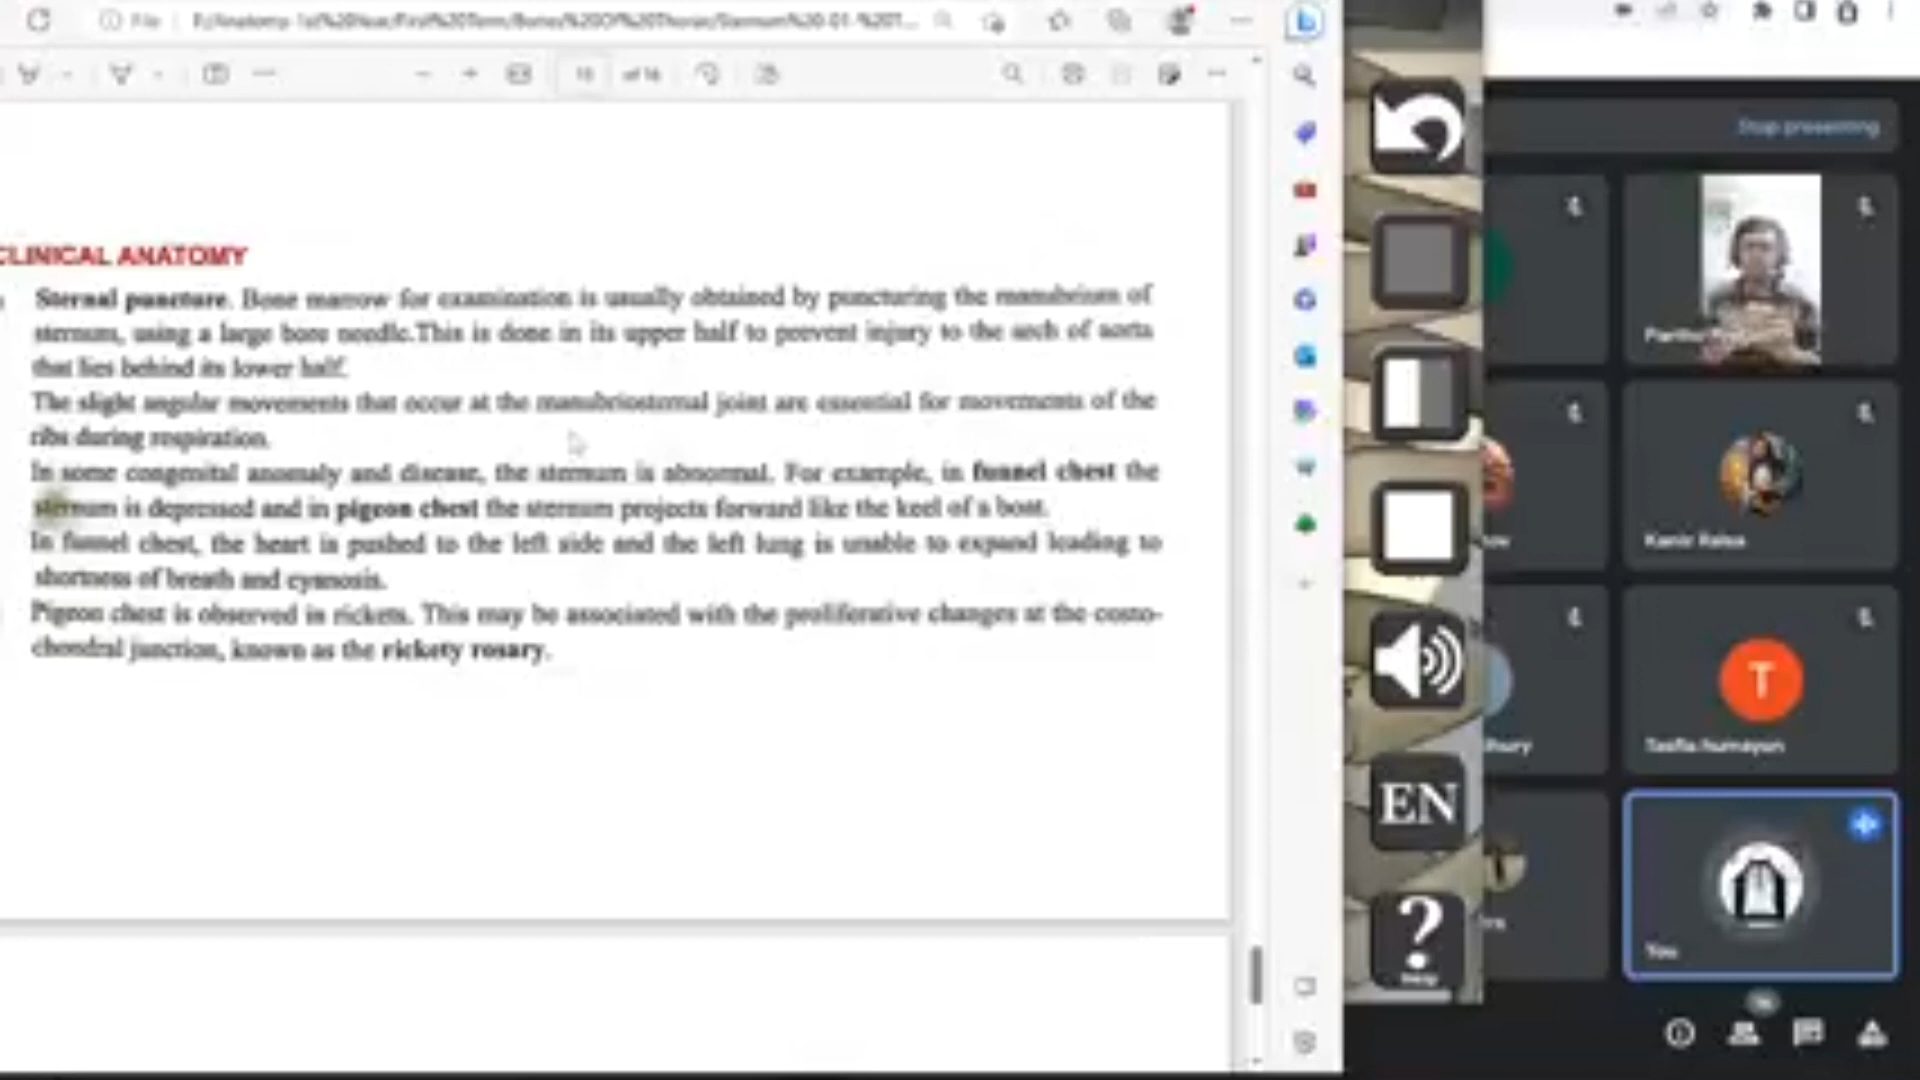 File
of 16
Stop presenting
CLINICAL ANATOMY
Sternal puncture. Bone marrow for examination is usually obtained by puncturing the manubrium of
sternum, using a large bore needle.This is done in its upper half to prevent injury to the arch of aorta
that lies behind its lower half.
The slight angular movements that occur at the manubriosternal joint are essential for movements of the
ribs during respiration.
In some congenital anomaly and disease, the sternum is abnormal. For example, in funnel chest the
sternum is depressed and in pigeon chest the sternum projects forward like the keel of a boat.
In funnel chest, the heart is pushed to the left side and the left lung is unable to expand leading to
shortness of breath and cyanosis.
Pigeon chest is observed in rickets. This may be associated with the proliferative changes at the costo-
chondral junction, known as the rickety rosary.
EN
?
Help
T
Tasfia humayun
You